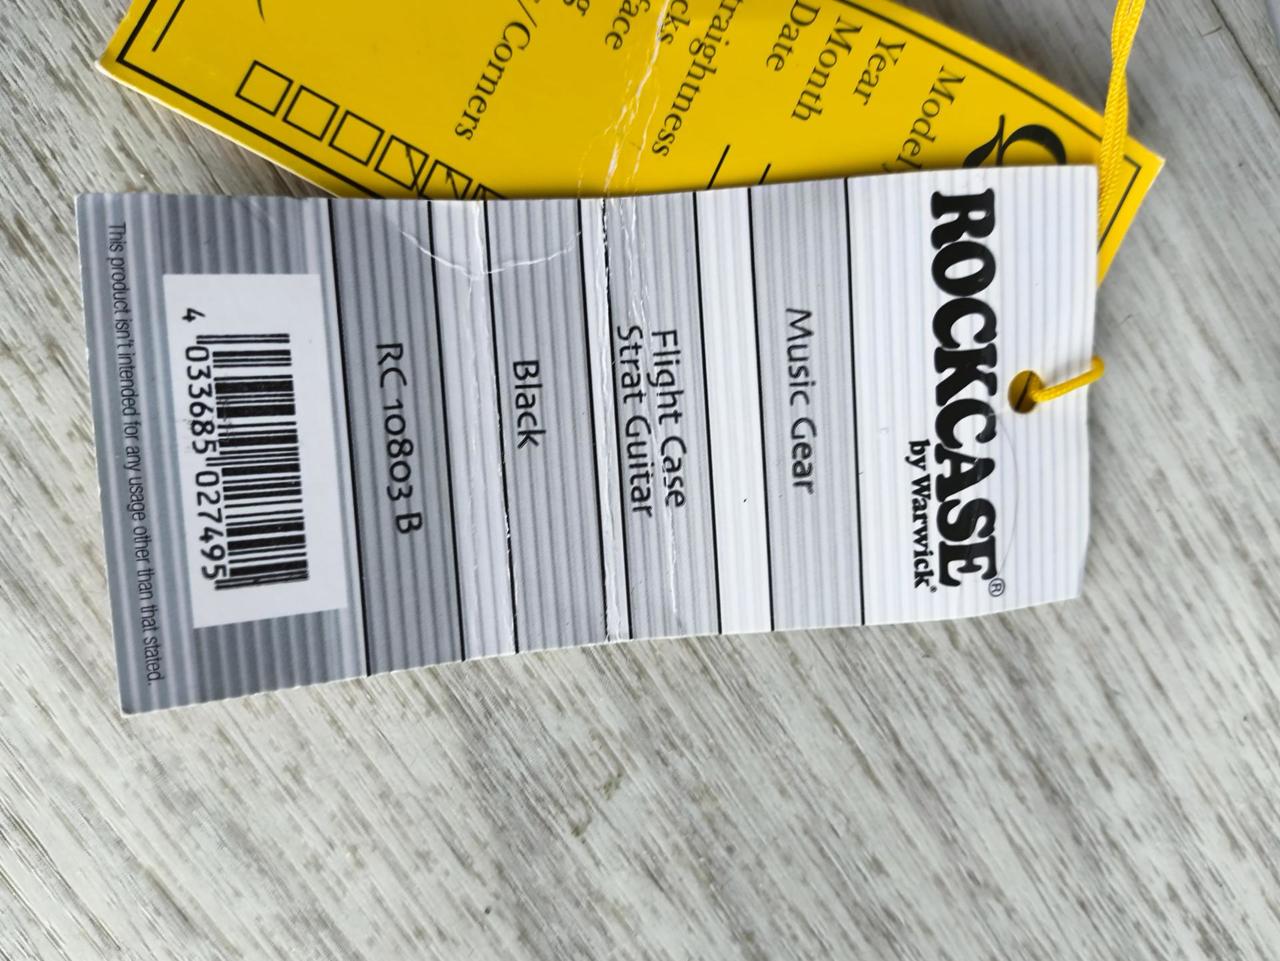 ROCKCASE®
by Warwick®
Music Gear
Flight Case
Strat Guitar
Black
RC 10803 B
4 033685 027495
This product isn't intended for any usage other than that stated.
Model
Year
Month
Date
/Corners